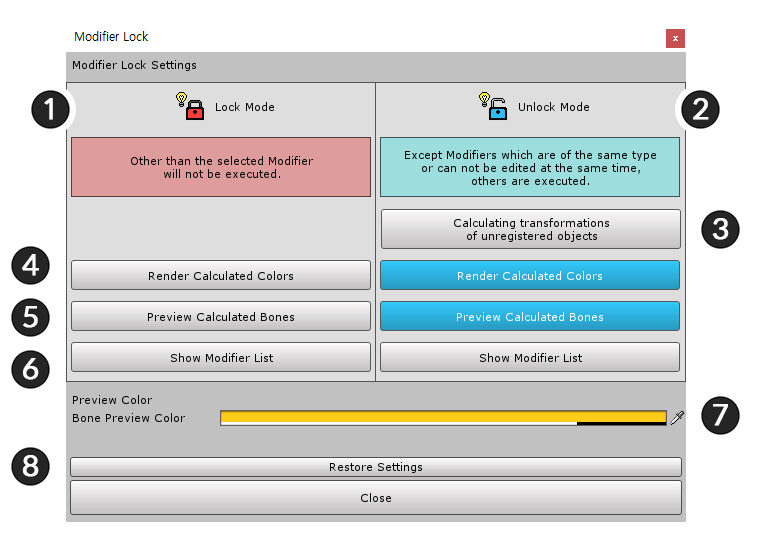 Modifier Lock
x
Modifier Lock Settings
1
Lock Mode
Unlock Mode
2
Other than the selected Modifier
will not be executed.
Except Modifiers which are of the same type
or can not be edited at the same time,
others are executed.
Calculating transformations
of unregistered objects
3
4
Render Calculated Colors
Render Calculated Colors
5
Preview Calculated Bones
Preview Calculated Bones
6
Show Modifier List
Show Modifier List
Preview Color
Bone Preview Color
7
8
Restore Settings
Close